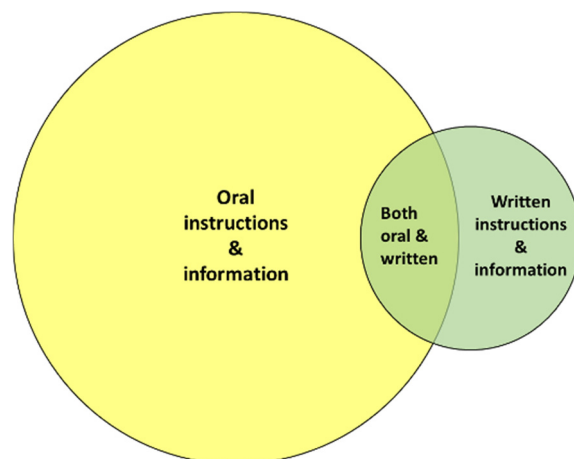 Oral
instructions
&
information
Both
oral &
written
Written
instructions
&
information